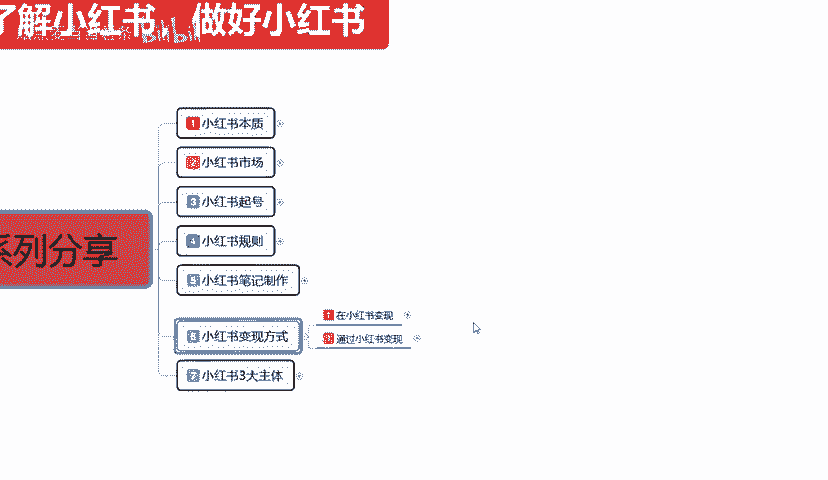 了解小红书，做好小红书
bilibili
系列分享
1 小红书本质
2 小红书市场
3 小红书起号
4 小红书规则
5 小红书笔记制作
6 小红书变现方式
1 在小红书变现
2 通过小红书变现
7 小红书3大主体